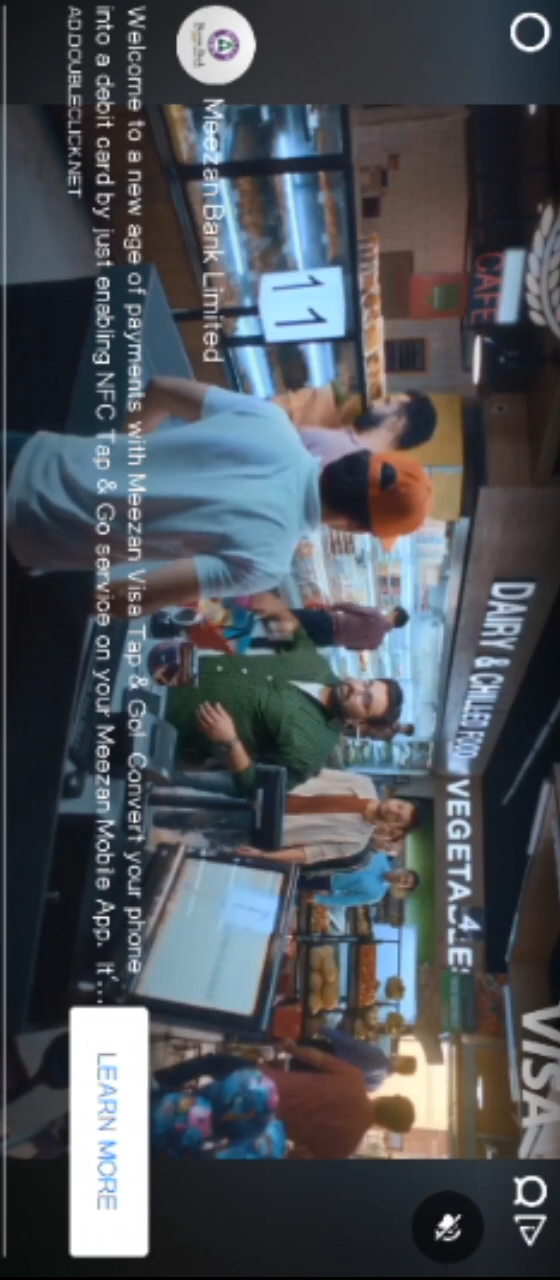 VISA
CAFE
DAIRY & CHILLED FOOD
VEGETABLES
11
Meezan Bank Limited
Welcome to a new age of payments with Meezan Visa Tap & Go! Convert your phone
into a debit card by just enabling NFC Tap & Go service on your Meezan Mobile App. It'...
AD.DOUBLECLICK.NET
LEARN MORE